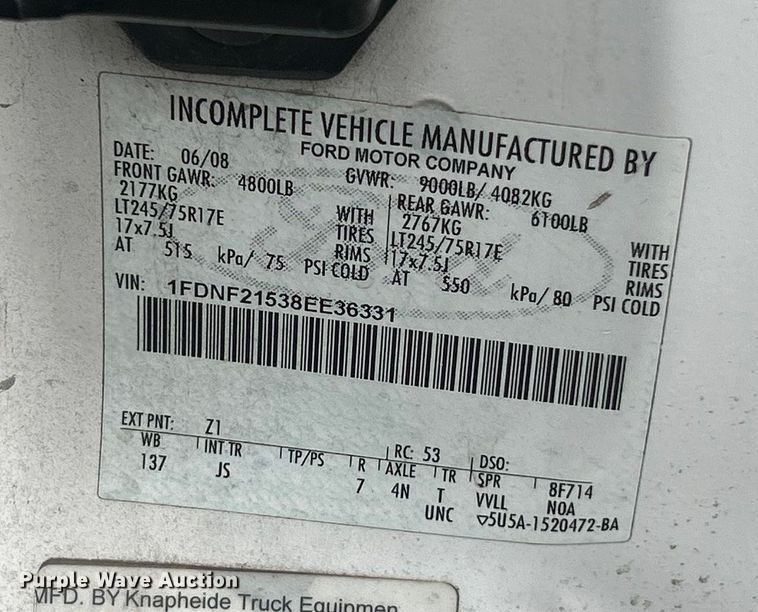 INCOMPLETE VEHICLE MANUFACTURED BY
FORD MOTOR COMPANY
DATE: 06/08 GVWR: 9000LB/ 4082KG
FRONT GAWR: 4800LB REAR GAWR: 6100LB
2177KG WITH 2767KG WITH
LT245/75R17E TIRES LT245/75R17E TIRES
17x7.5J RIMS 17x7.5J RIMS
AT 515 kPa/ 75 PSI COLD AT 550 kPa/ 80 PSI COLD
VIN: 1FDNF21538EE36331
EXT PNT: Z1 RC: 53 DSO:
WB INT TR TP/PS R AXLE TR SPR 8F714
137 JS 7 4N T VVLL NOA
UNC ▽5U5A-1520472-BA
Purple Wave Auction
MFD. BY Knapheide Truck Equipmen